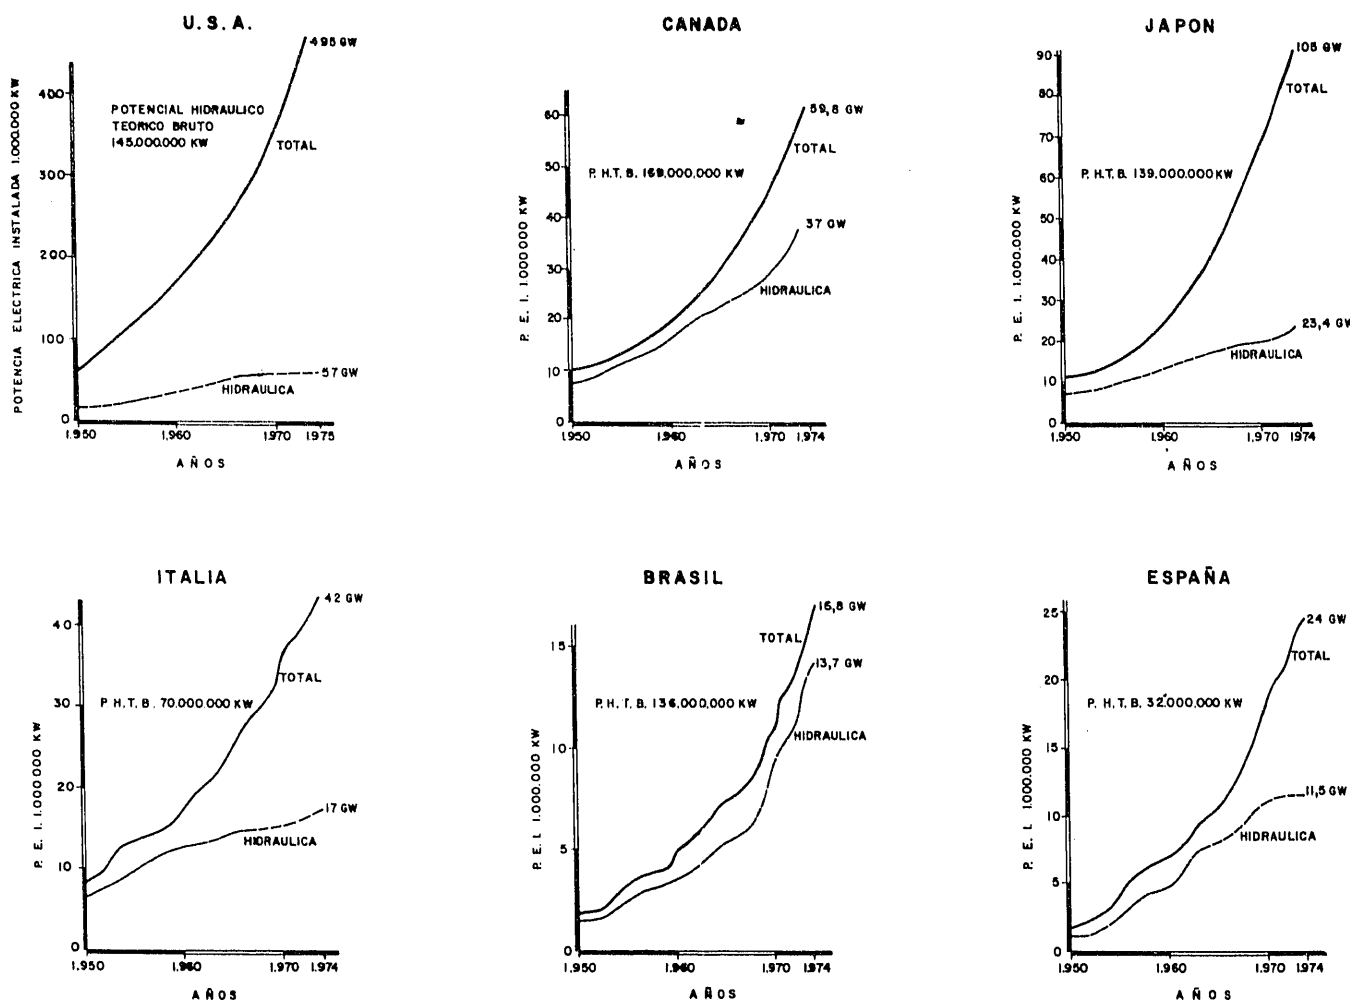 U.S.A.
POTENCIA ELECTRICA INSTALADA 1.000.000 KW
400
300
200
100
0
POTENCIAL HIDRAULICO
TEORICO BRUTO
145.000.000 KW
495 GW
TOTAL
57 GW
HIDRAULICA
1.950 1.960 1.970 1.975
AÑOS
CANADA
P. E. I. 1.000.000 KW
60
50
40
30
20
10
0
P. H. T. B. 169,000,000 KW
59,8 GW
TOTAL
37 GW
HIDRAULICA
1.950 1.960 1.970 1.974
AÑOS
JAPON
P. E. I. 1.000.000 KW
90
80
70
60
50
40
30
20
10
0
P. H. T. B. 139.000.000 KW
105 GW
TOTAL
23,4 GW
HIDRAULICA
1.950 1.960 1.970 1.974
AÑOS
ITALIA
P. E. I. 1.000.000 KW
40
30
20
10
0
P. H. T. B. 70.000.000 KW
42 GW
TOTAL
17 GW
HIDRAULICA
1.950 1.960 1.970 1.974
AÑOS
BRASIL
P. E. I. 1.000.000 KW
15
10
5
0
P. H. T. B. 136,000,000 KW
16,8 GW
TOTAL
13,7 GW
HIDRAULICA
1.950 1.960 1.970 1.974
AÑOS
ESPAÑA
P. E. I. 1.000.000 KW
25
20
15
10
5
0
P. H. T. B. 32.000.000 KW
24 GW
TOTAL
11,5 GW
HIDRAULICA
1.950 1.960 1.970 1.974
AÑOS